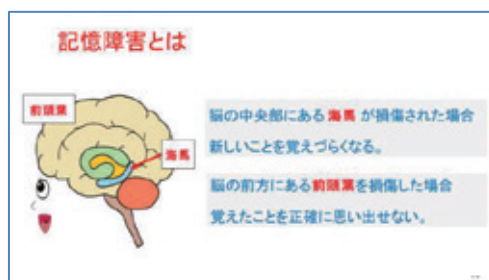 記憶障害とは
前頭葉
海馬
脳の中央部にある 海馬 が損傷された場合
新しいことを覚えづらくなる。
脳の前方にある前頭葉を損傷した場合
覚えたことを正確に思い出せない。